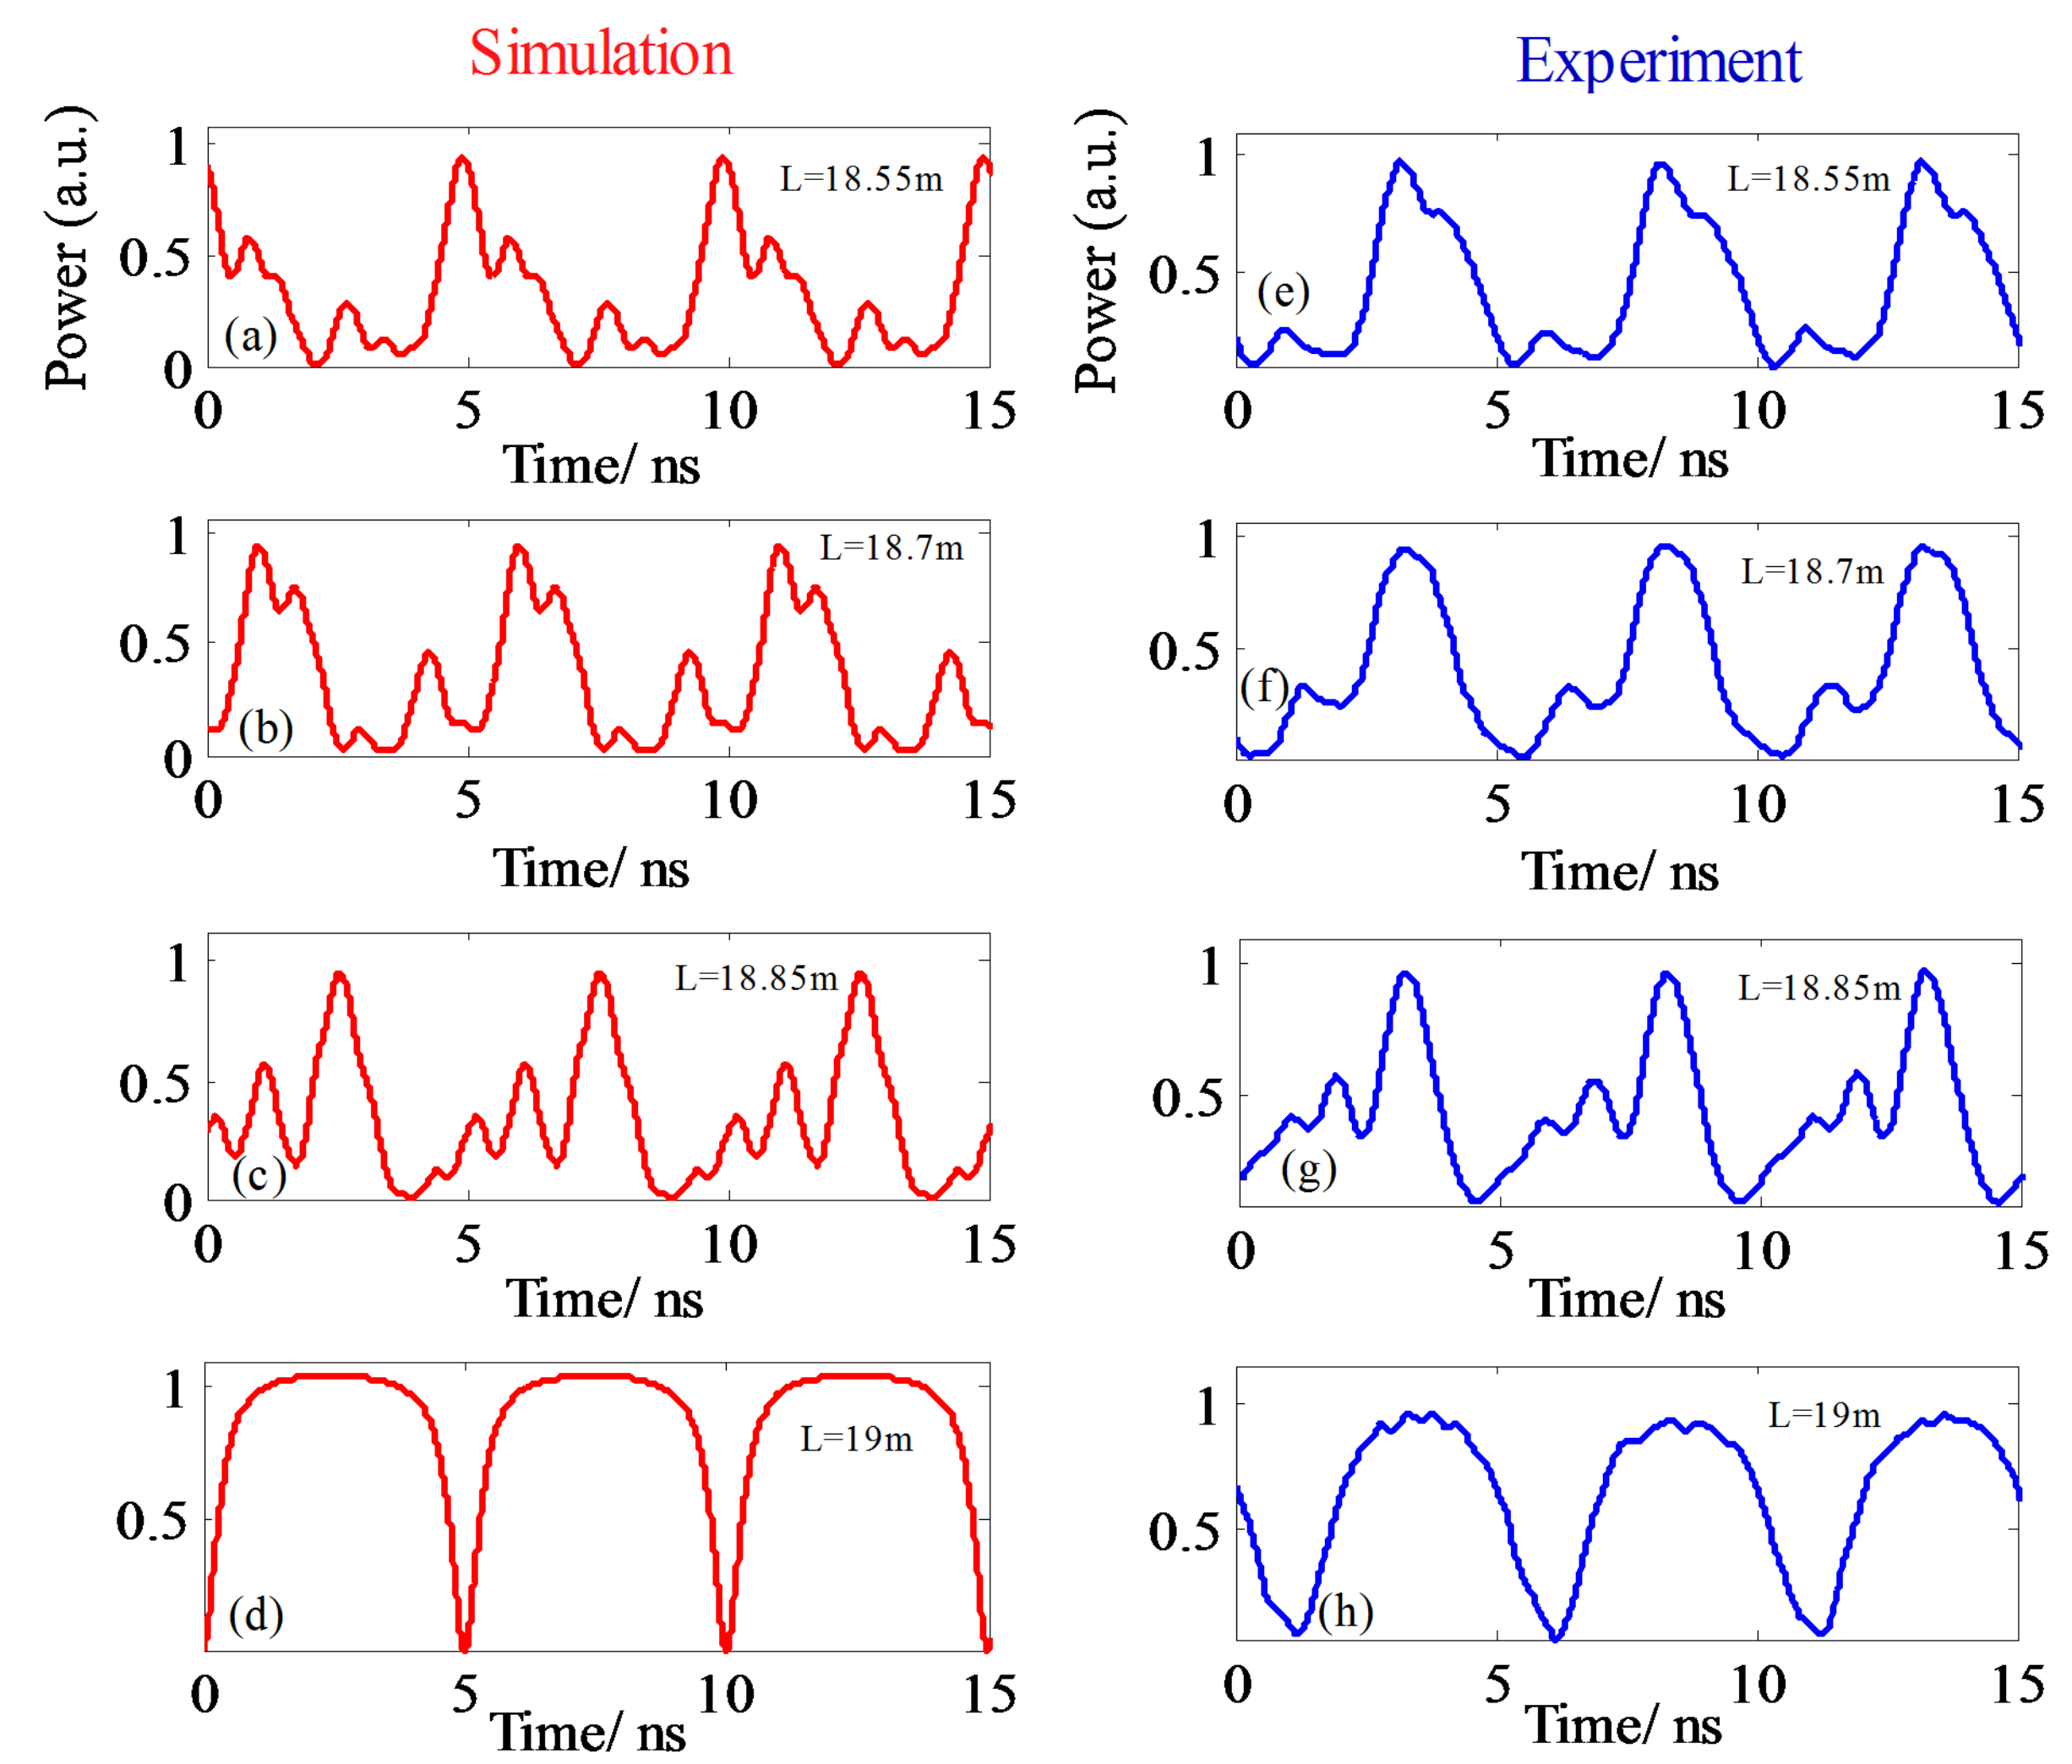 Simulation
Experiment
Power (a.u.)
1
0.5
0
L=18.55m
(a)
0 5 10 15
Time/ ns
Power (a.u.)
1
0.5
L=18.55m
(e)
0 5 10 15
Time/ ns
1
0.5
0
L=18.7m
(b)
0 5 10 15
Time/ ns
1
0.5
L=18.7m
(f)
0 5 10 15
Time/ ns
1
0.5
0
L=18.85m
(c)
0 5 10 15
Time/ ns
1
0.5
L=18.85m
(g)
0 5 10 15
Time/ ns
1
0.5
L=19m
(d)
0 5 10 15
Time/ ns
1
0.5
L=19m
(h)
0 5 10 15
Time/ ns